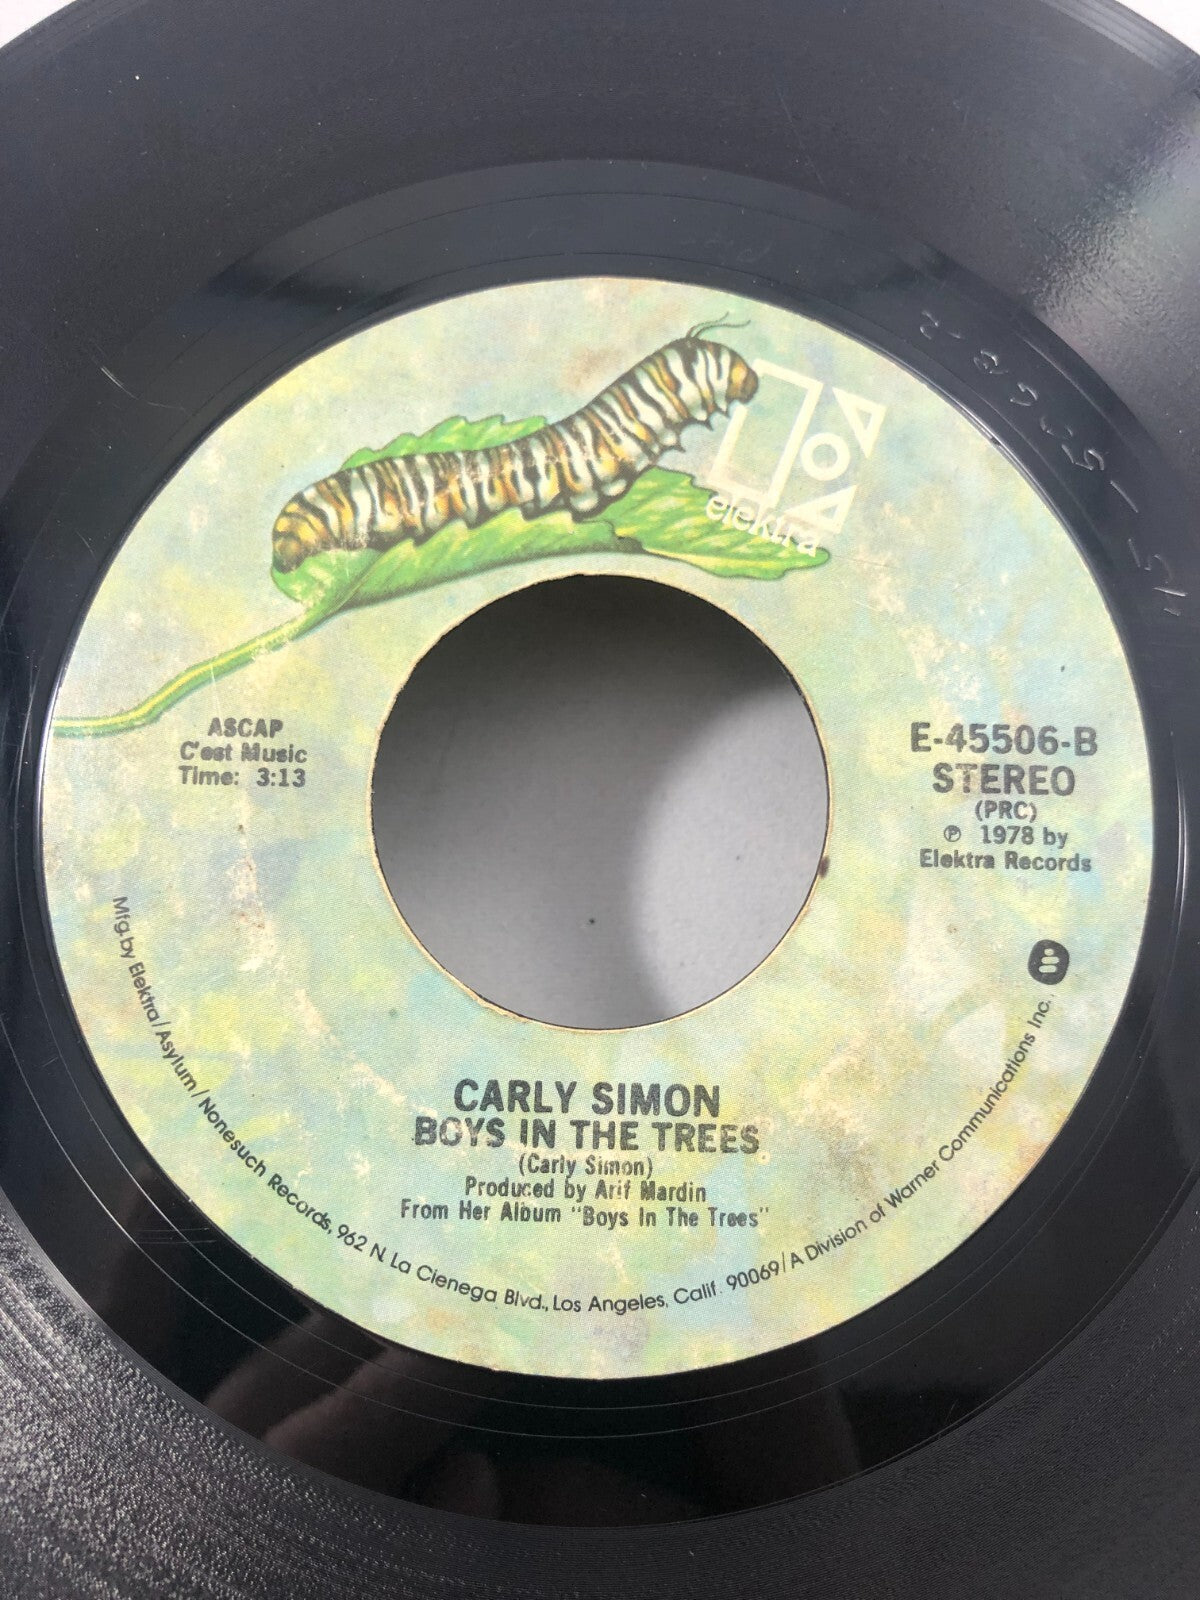 elektra
ASCAP
C'est Music
Time: 3:13
E-45506-B
STEREO
(PRC)
℗ 1978 by
Elektra Records
CARLY SIMON
BOYS IN THE TREES
(Carly Simon)
Produced by Arif Mardin
From Her Album "Boys In The Trees"
Mfg. by Elektra/Asylum/Nonesuch Records, 962 N. La Cienega Blvd., Los Angeles, Calif. 90069/A Division of Warner Communications Inc.